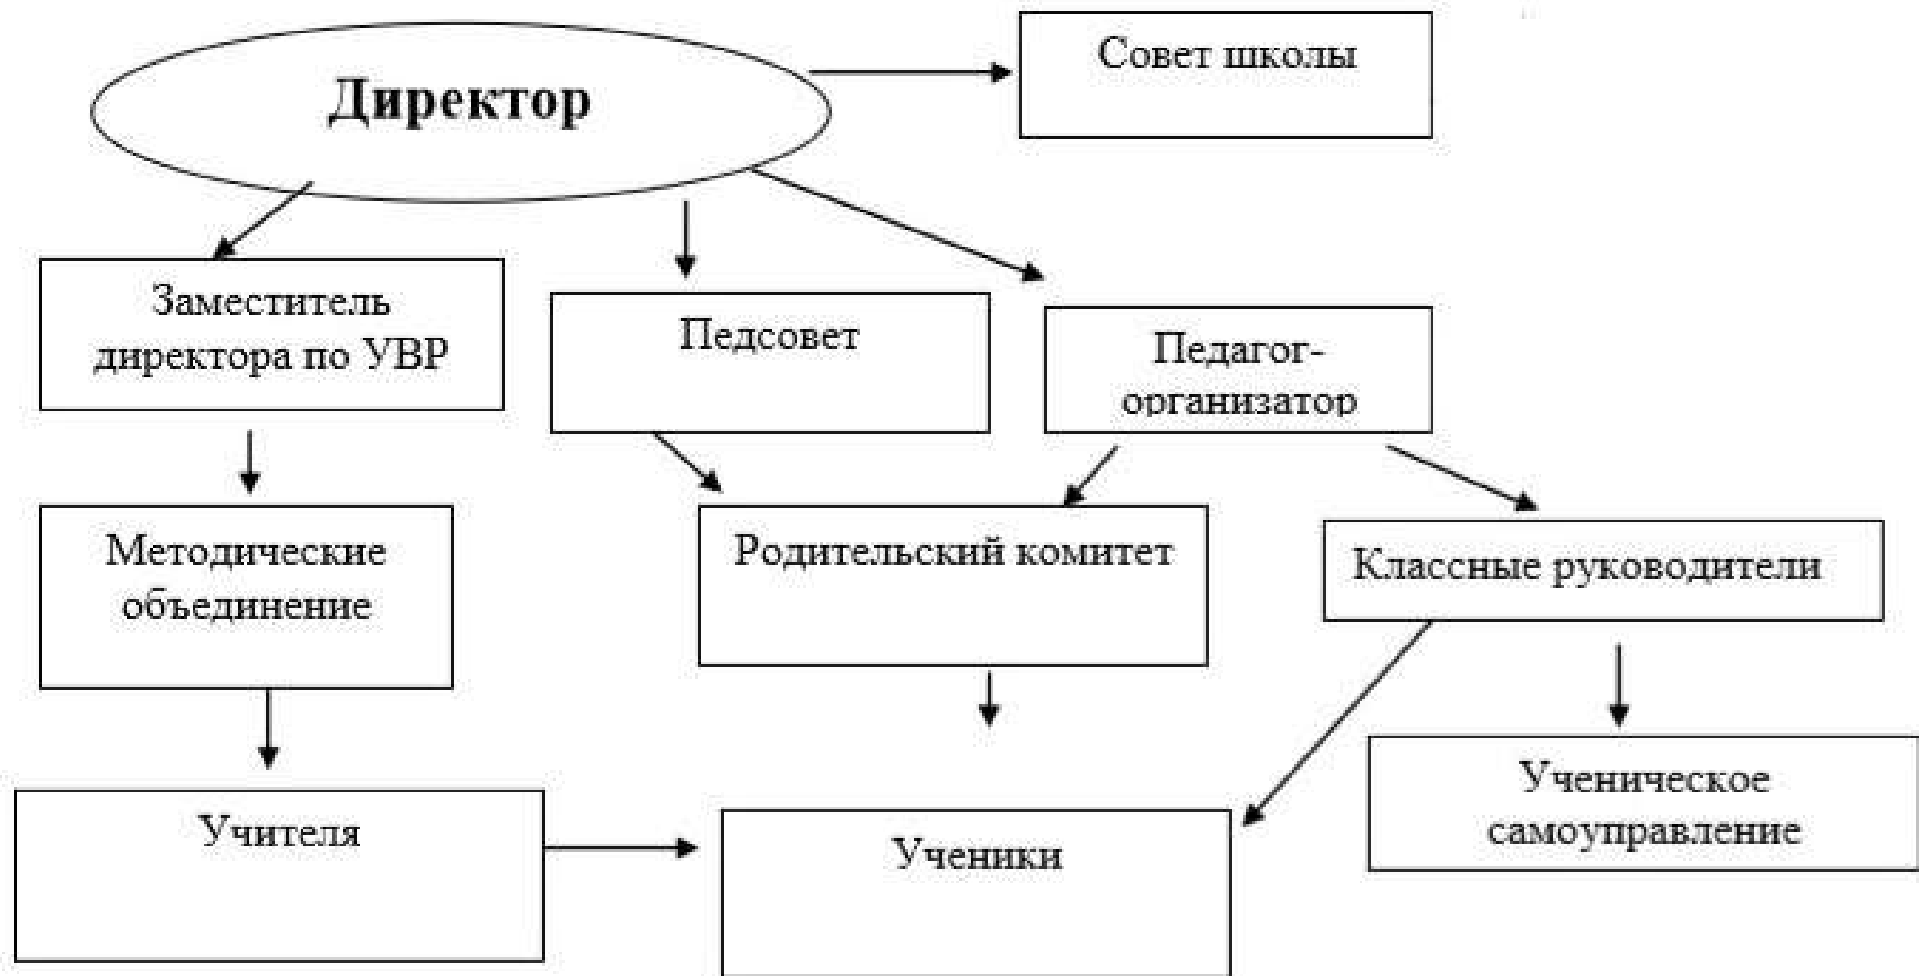 Директор
Совет школы
Заместитель
директора по УВР
Педсовет
Педагог-
организатор
Методические
объединение
Родительский комитет
Классные руководители
Учителя
Ученики
Ученическое
самоуправление